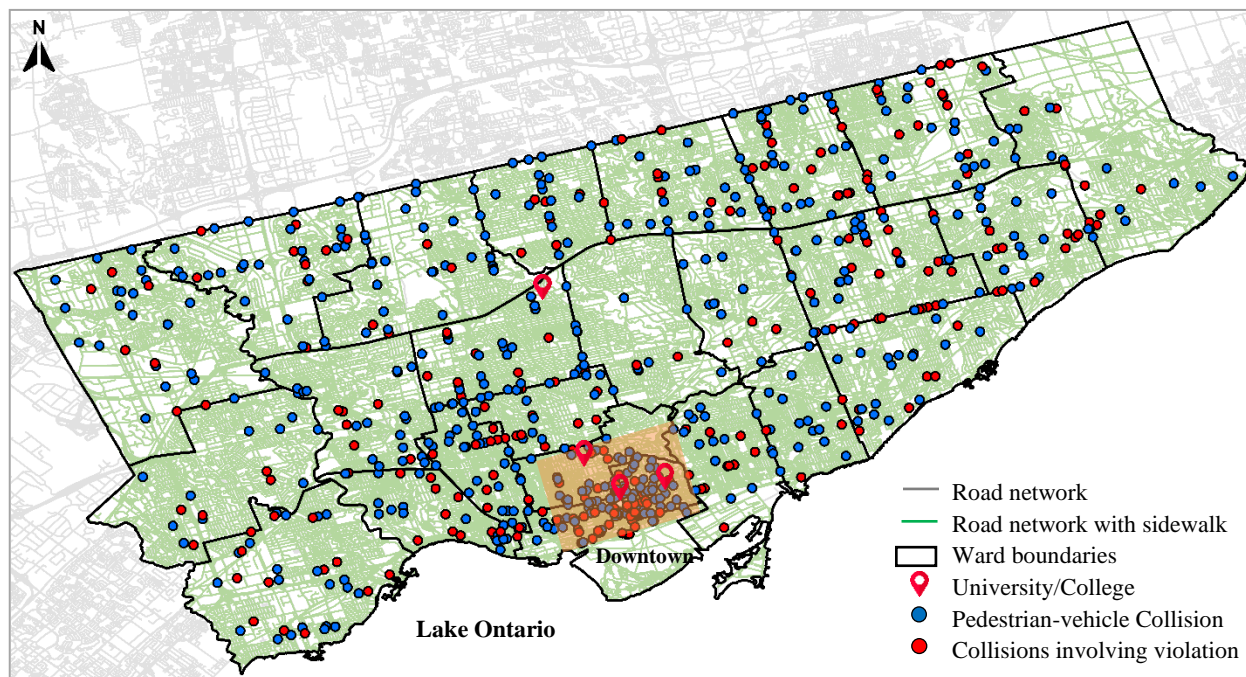 N
Downtown
Lake Ontario
Road network
Road network with sidewalk
Ward boundaries
University/College
Pedestrian-vehicle Collision
Collisions involving violation